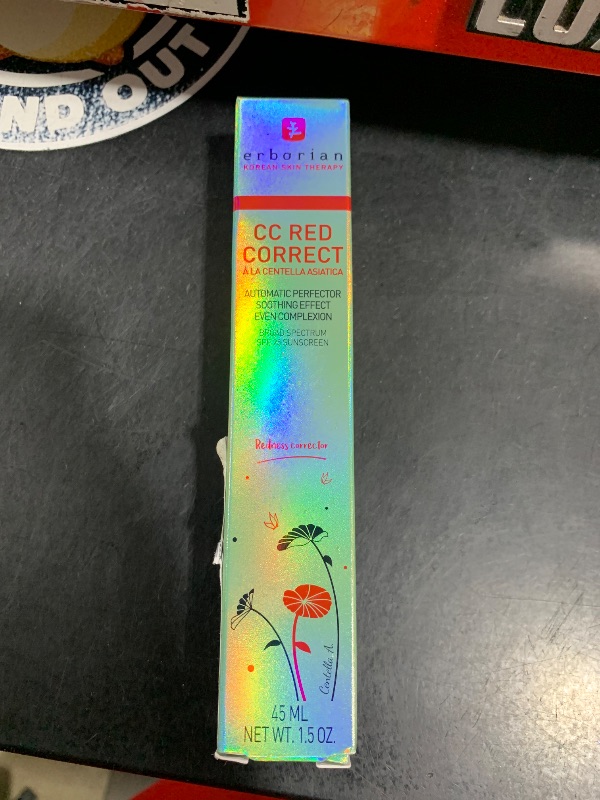 ND OUT
erborian
KOREAN SKIN THERAPY
CC RED
CORRECT
À LA CENTELLA ASIATICA
AUTOMATIC PERFECTOR
SOOTHING EFFECT
EVEN COMPLEXION
BROAD SPECTRUM
SPF 25 SUNSCREEN
Redness corrector
Centella A.
45 ML
NET WT. 1.5 OZ.